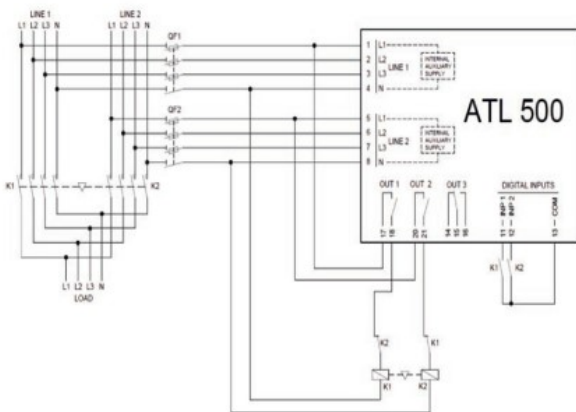 LINE 1 LINE 2
L1 L2 L3 N L1 L2 L3 N
QF1
1 L1
2 L2
3 L3
4 N
LINE 1
INTERNAL AUXILIARY SUPPLY
QF2
5 L1
6 L2
7 L3
8 N
LINE 2
INTERNAL AUXILIARY SUPPLY
ATL 500
K1 K2
OUT 1 OUT 2 OUT 3
17 18 20 21 14 15 16
DIGITAL INPUTS
11 INP 1
12 INP 2
13 COM
K1 K2
L1 L2 L3 N
LOAD
K2 K1
K1 K2